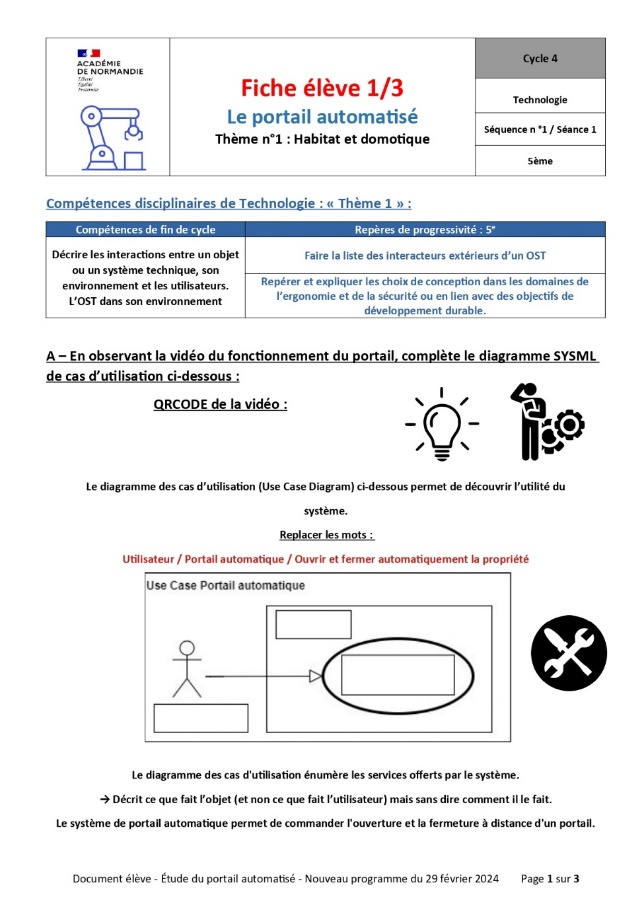 ACADÉMIE
DE NORMANDIE
Liberté
Égalité
Fraternité
Fiche élève 1/3
Le portail automatisé
Thème n°1 : Habitat et domotique
Cycle 4
Technologie
Séquence n °1 / Séance 1
5ème
Compétences disciplinaires de Technologie : « Thème 1 » :
Compétences de fin de cycle
Repères de progressivité : 5e
Décrire les interactions entre un objet
ou un système technique, son
environnement et les utilisateurs.
L'OST dans son environnement
Faire la liste des interacteurs extérieurs d'un OST
Repérer et expliquer les choix de conception dans les domaines de
l'ergonomie et de la sécurité ou en lien avec des objectifs de
développement durable.
A – En observant la vidéo du fonctionnement du portail, complète le diagramme SYSML
de cas d'utilisation ci-dessous :
QRCODE de la vidéo :
Le diagramme des cas d'utilisation (Use Case Diagram) ci-dessous permet de découvrir l'utilité du
système.
Replacer les mots :
Utilisateur / Portail automatique / Ouvrir et fermer automatiquement la propriété
Use Case Portail automatique
Le diagramme des cas d'utilisation énumère les services offerts par le système.
→ Décrit ce que fait l'objet (et non ce que fait l'utilisateur) mais sans dire comment il le fait.
Le système de portail automatique permet de commander l'ouverture et la fermeture à distance d'un portail.
Document élève - Étude du portail automatisé - Nouveau programme du 29 février 2024 Page 1 sur 3